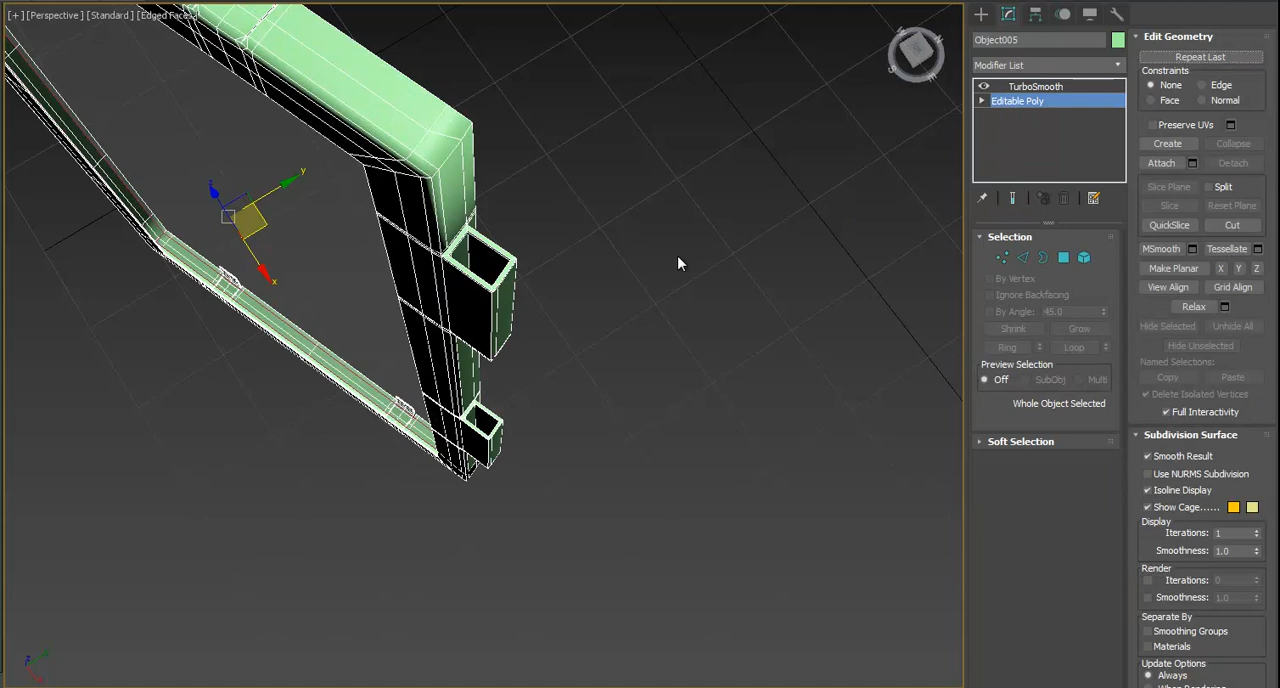 [+] [Perspective] [Standard] [Edged Faces]
y
x
Object005
Modifier List
TurboSmooth
Editable Poly
Selection
By Vertex
Ignore Backfacing
By Angle: 45.0
Shrink Grow
Ring Loop
Preview Selection
Off SubObj Multi
Whole Object Selected
Soft Selection
Edit Geometry
Repeat Last
Constraints
None Edge
Face Normal
Preserve UVs
Create Collapse
Attach Detach
Slice Plane Split
Slice Reset Plane
QuickSlice Cut
MSmooth Tessellate
Make Planar X Y Z
View Align Grid Align
Relax
Hide Selected Unhide All
Hide Unselected
Named Selections:
Copy Paste
Delete Isolated Vertices
Full Interactivity
Subdivision Surface
Smooth Result
Use NURMS Subdivision
Isoline Display
Show Cage......
Display
Iterations: 1
Smoothness: 1.0
Render
Iterations: 0
Smoothness: 1.0
Separate By
Smoothing Groups
Materials
Update Options
Always
When Rendering